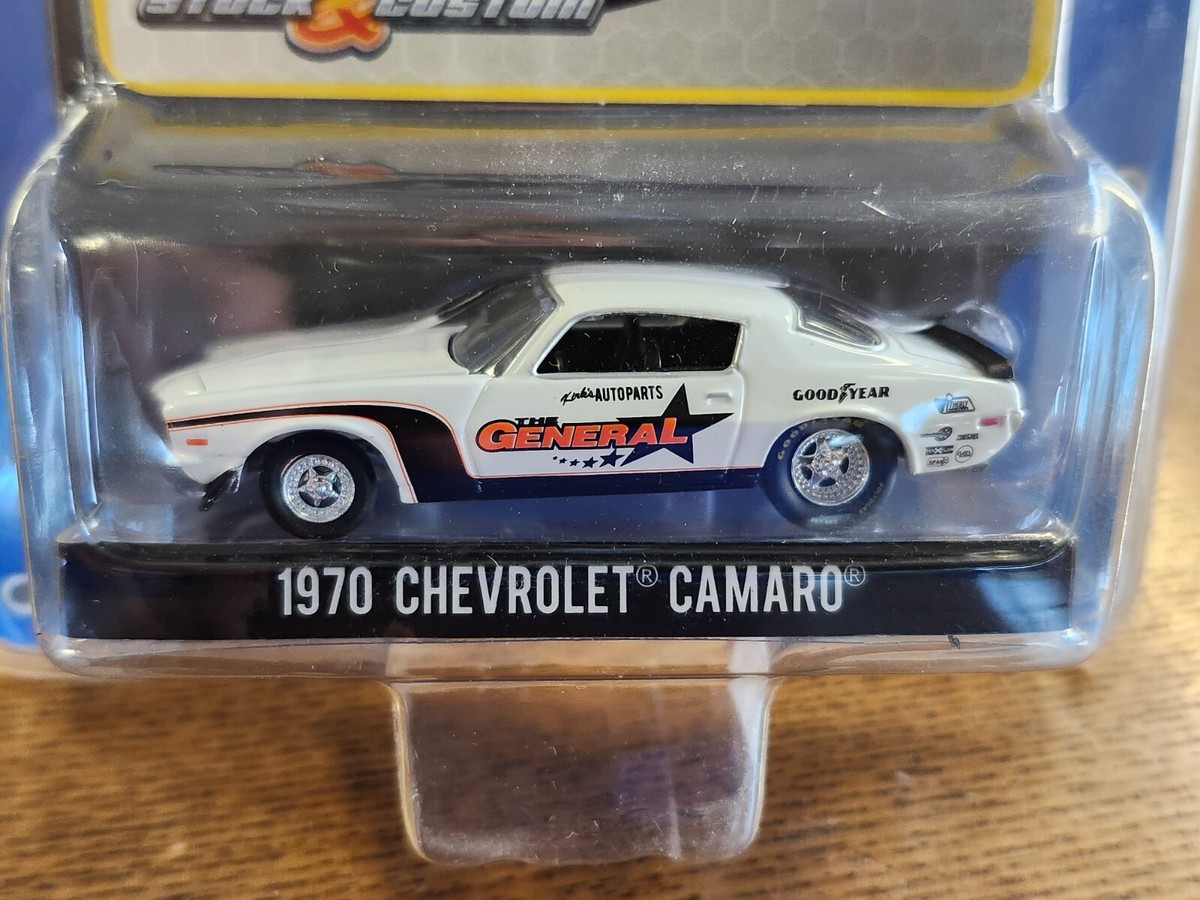 STOCK & CUSTOM
Kirk's AUTOPARTS
GOODYEAR
THE
GENERAL
1970 CHEVROLET® CAMARO®